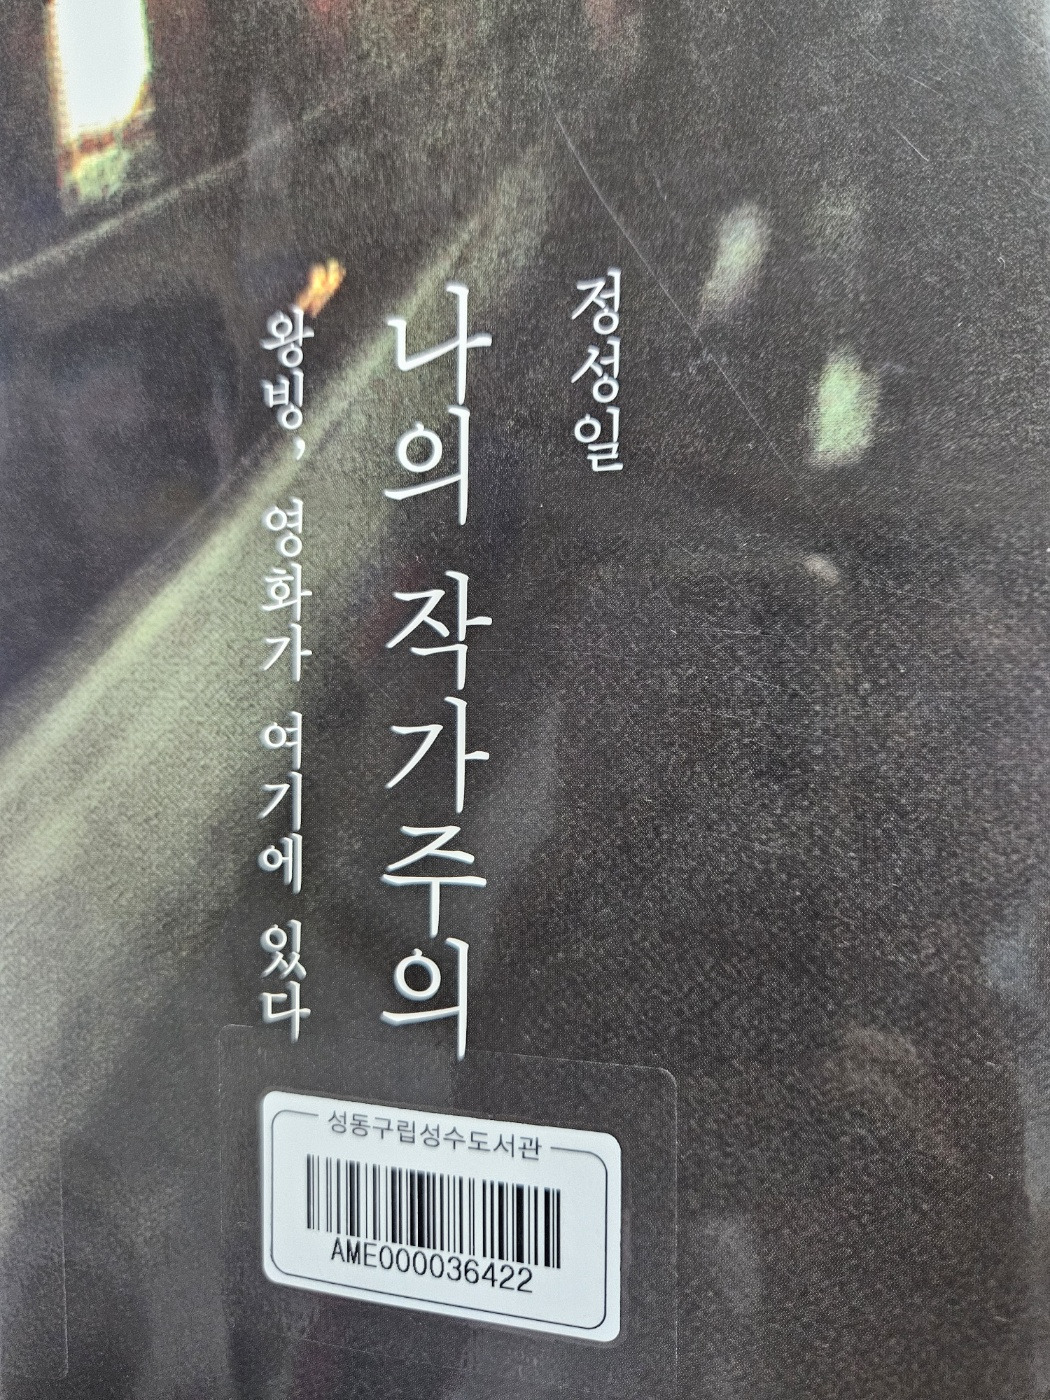 정성일
나의 작가주의
왕빙, 영화가 여기에 있다
성동구립성수도서관
AME000036422